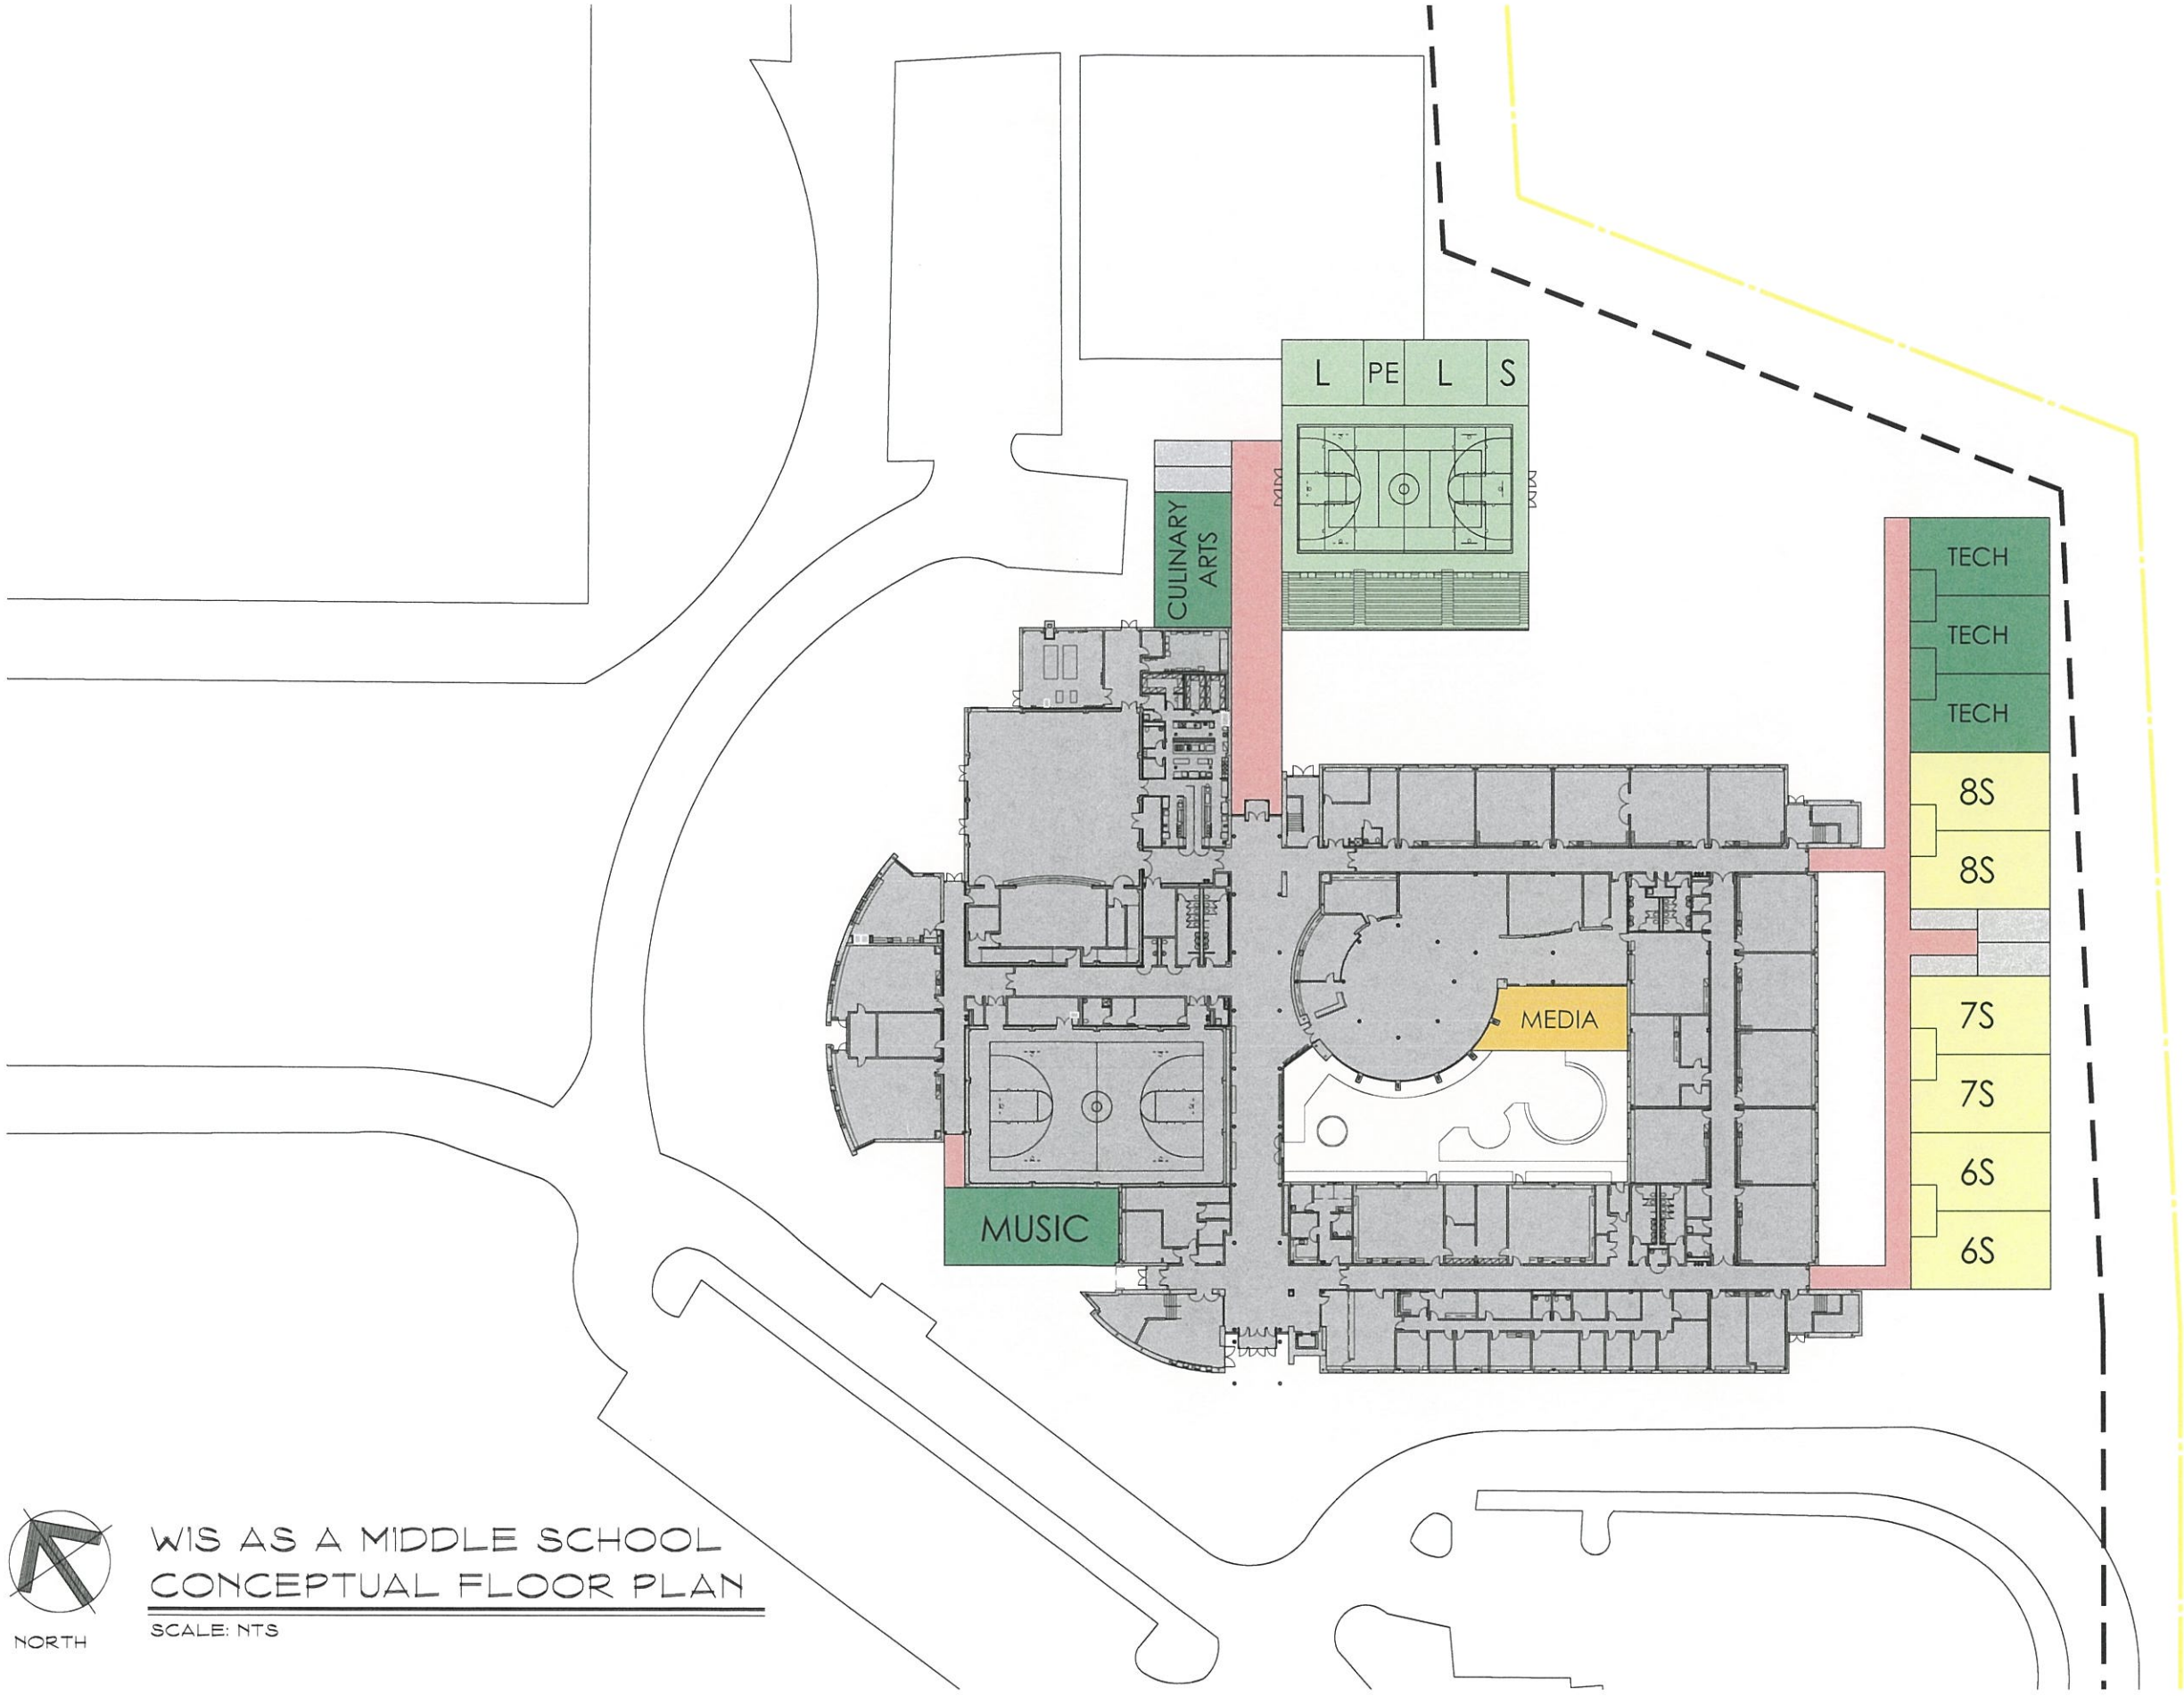 L PE L S
CULINARY
ARTS
TECH
TECH
TECH
8S
8S
MEDIA
7S
7S
6S
MUSIC
6S
WIS AS A MIDDLE SCHOOL
CONCEPTUAL FLOOR PLAN
SCALE: NTS
NORTH